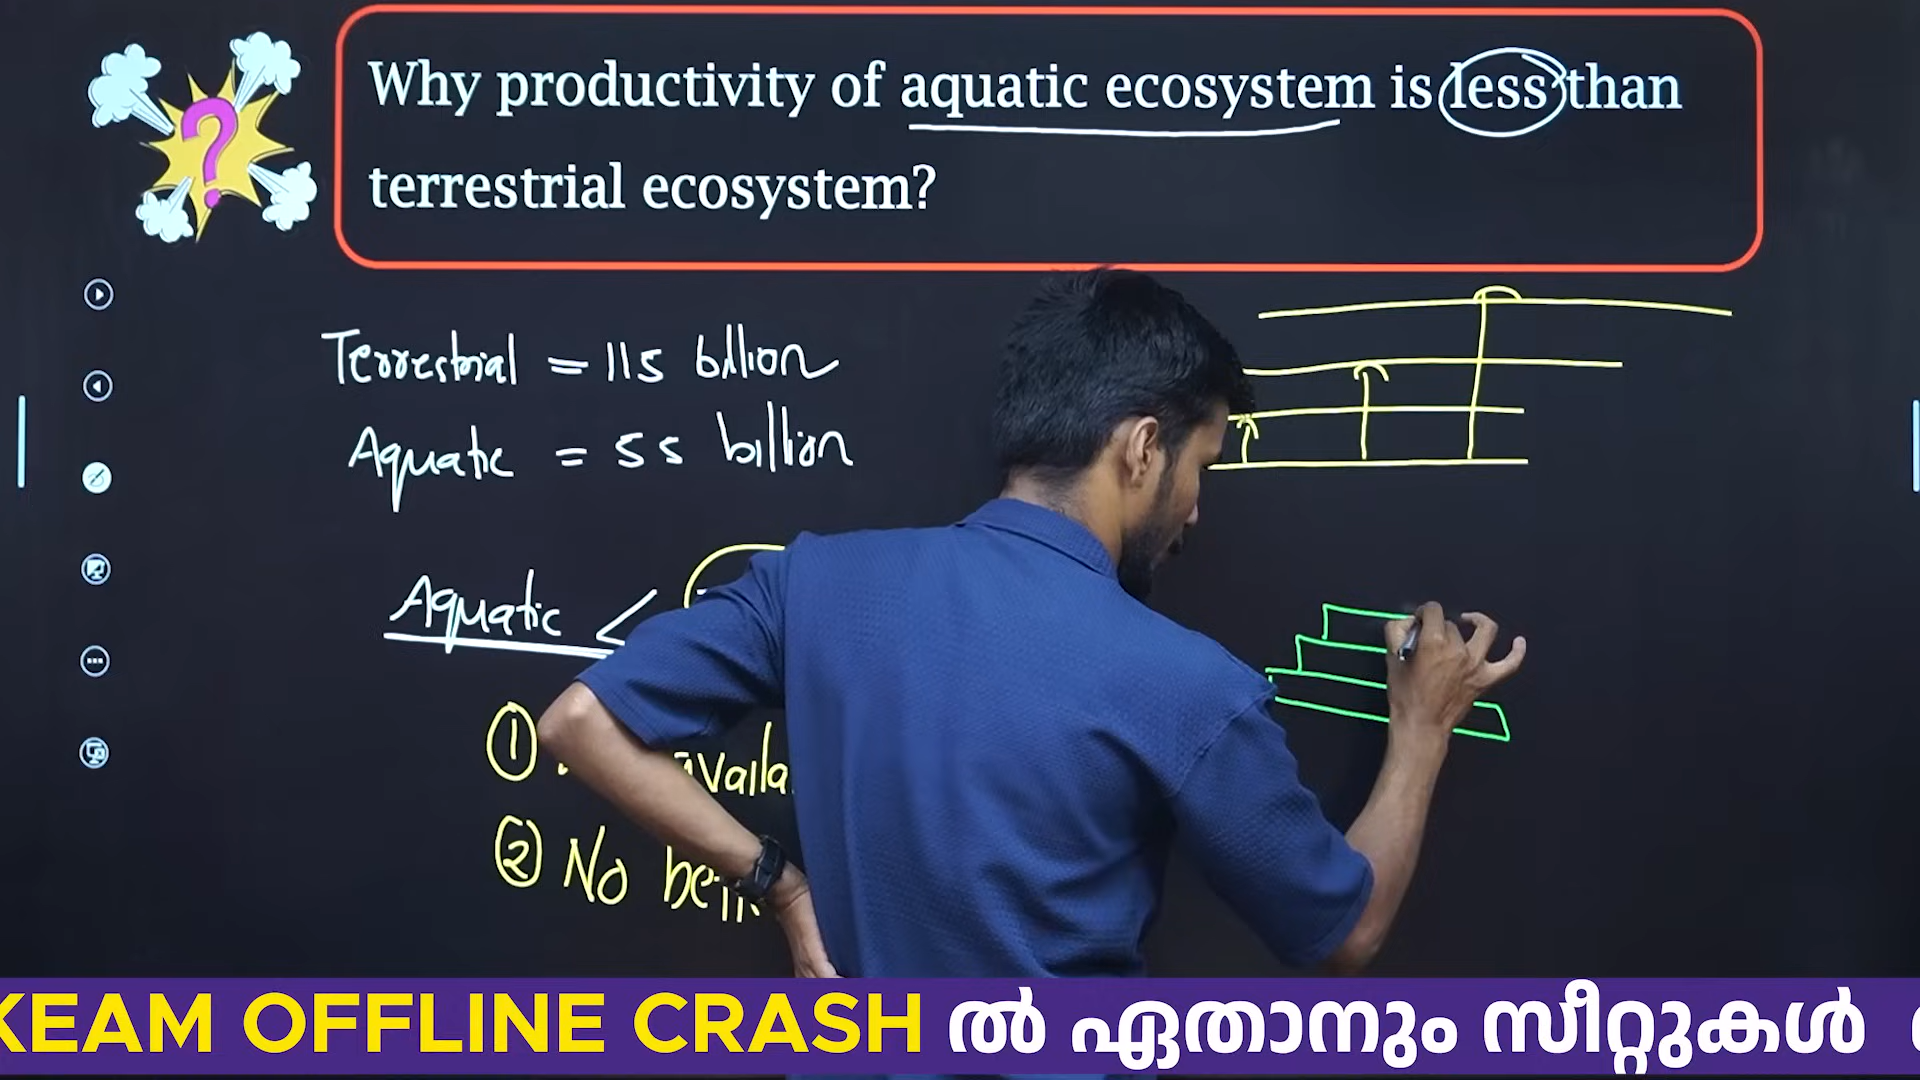 Why productivity of aquatic ecosystem is less than
terrestrial ecosystem?
Terrestrial = 115 billion
Aquatic = 55 billion
Aquatic <
①
② No
KEAM OFFLINE CRASH ൽ ഏതാനും സീറ്റുകൾ